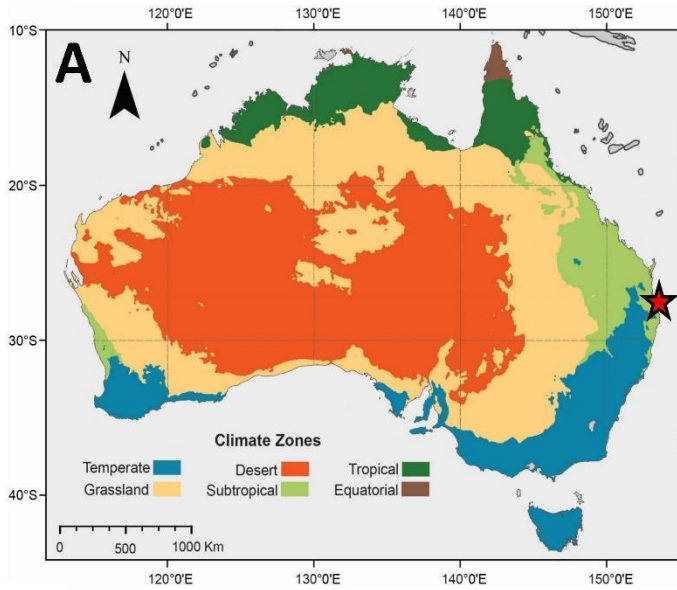 120°0'E 130°0'E 140°0'E 150°0'E
10°S
A
N
20°S
30°S
Climate Zones
Temperate Desert Tropical
Grassland Subtropical Equatorial
40°S
0 500 1000 Km
120°0'E 130°0'E 140°0'E 150°0'E